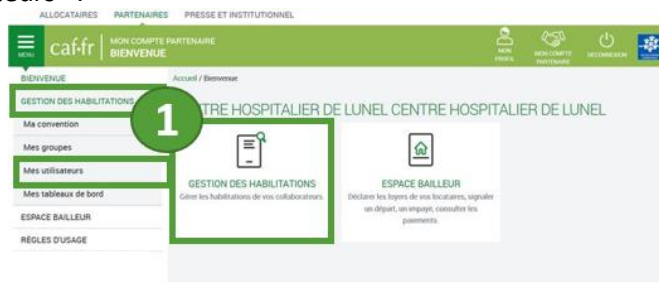 ALLOCATAIRES PARTENAIRES PRESSE ET INSTITUTIONNEL
MENU
caf•fr
MON COMPTE PARTENAIRE
BIENVENUE
MON PROFIL
MON COMPTE PARTENAIRE
DECONNEXION
BIENVENUE
GESTION DES HABILITATIONS
Ma convention
Mes groupes
Mes utilisateurs
Mes tableaux de bord
ESPACE BAILLEUR
RÈGLES D'USAGE
Accueil / Bienvenue
1
TRE HOSPITALIER DE LUNEL CENTRE HOSPITALIER DE LUNEL
GESTION DES HABILITATIONS
Gérer les habilitations de vos collaborateurs.
ESPACE BAILLEUR
Déclarer les loyers de vos locataires, signaler
un départ, un impayé, consulter les
paiements.